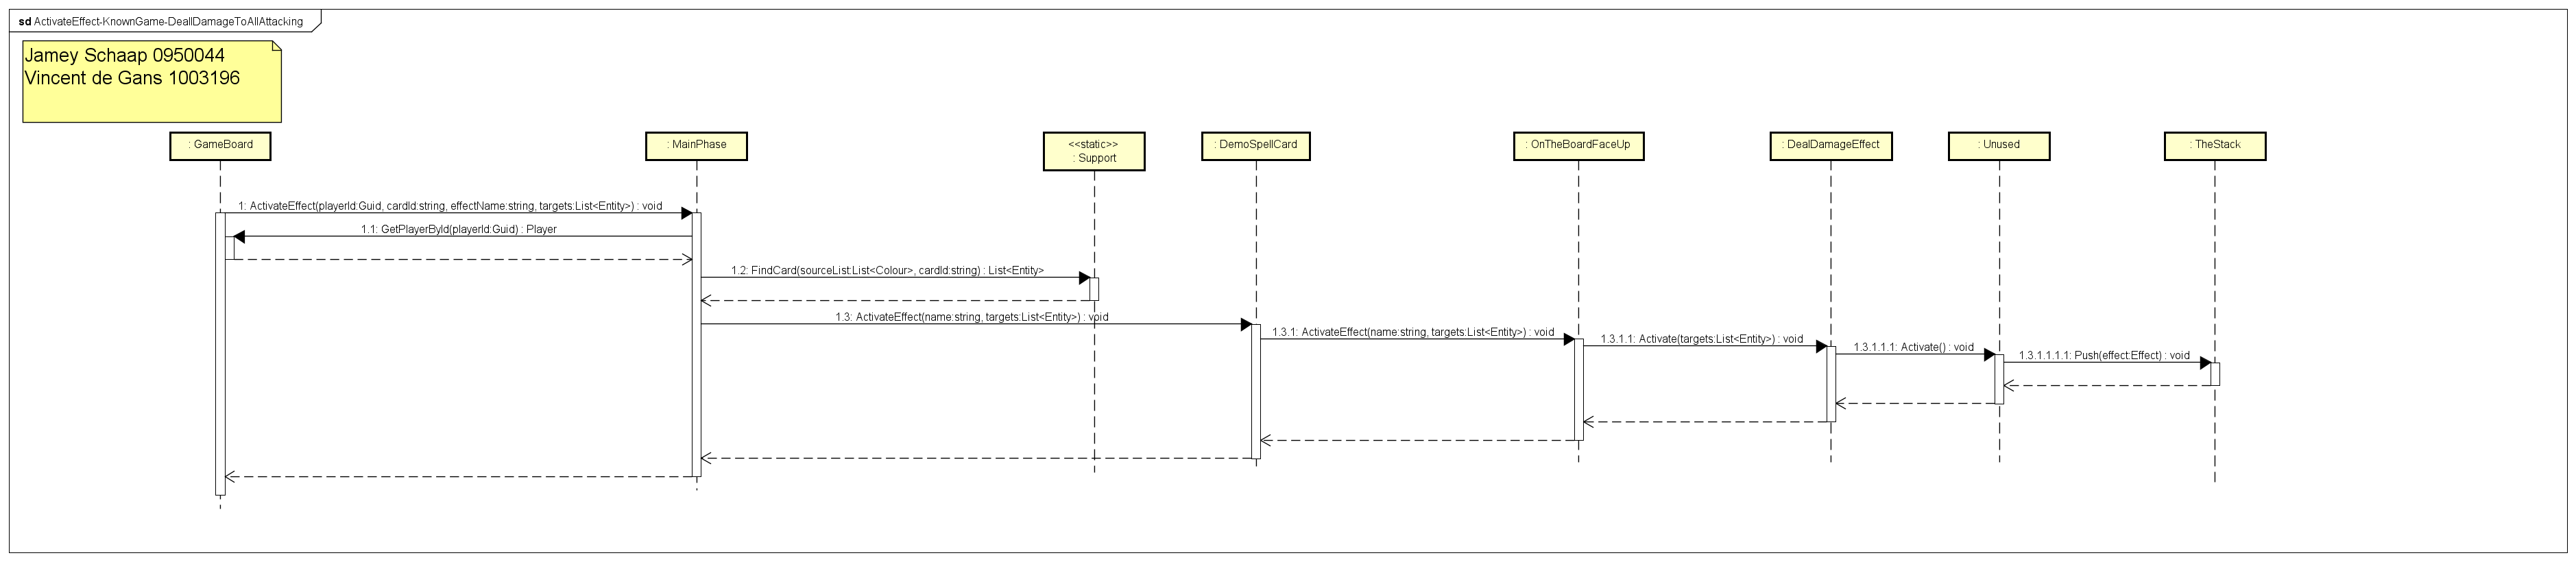 sd ActivateEffect-KnownGame-DeallDamageToAllAttacking
Jamey Schaap 0950044
Vincent de Gans 1003196
: GameBoard
: MainPhase
<<static>>
: Support
: DemoSpellCard
: OnTheBoardFaceUp
: DealDamageEffect
: Unused
: TheStack
1: ActivateEffect(playerId:Guid, cardId:string, effectName:string, targets:List<Entity>) : void
1.1: GetPlayerById(playerId:Guid) : Player
1.2: FindCard(sourceList:List<Colour>, cardId:string) : List<Entity>
1.3: ActivateEffect(name:string, targets:List<Entity>) : void
1.3.1: ActivateEffect(name:string, targets:List<Entity>) : void
1.3.1.1: Activate(targets:List<Entity>) : void
1.3.1.1.1: Activate() : void
1.3.1.1.1.1: Push(effect:Effect) : void